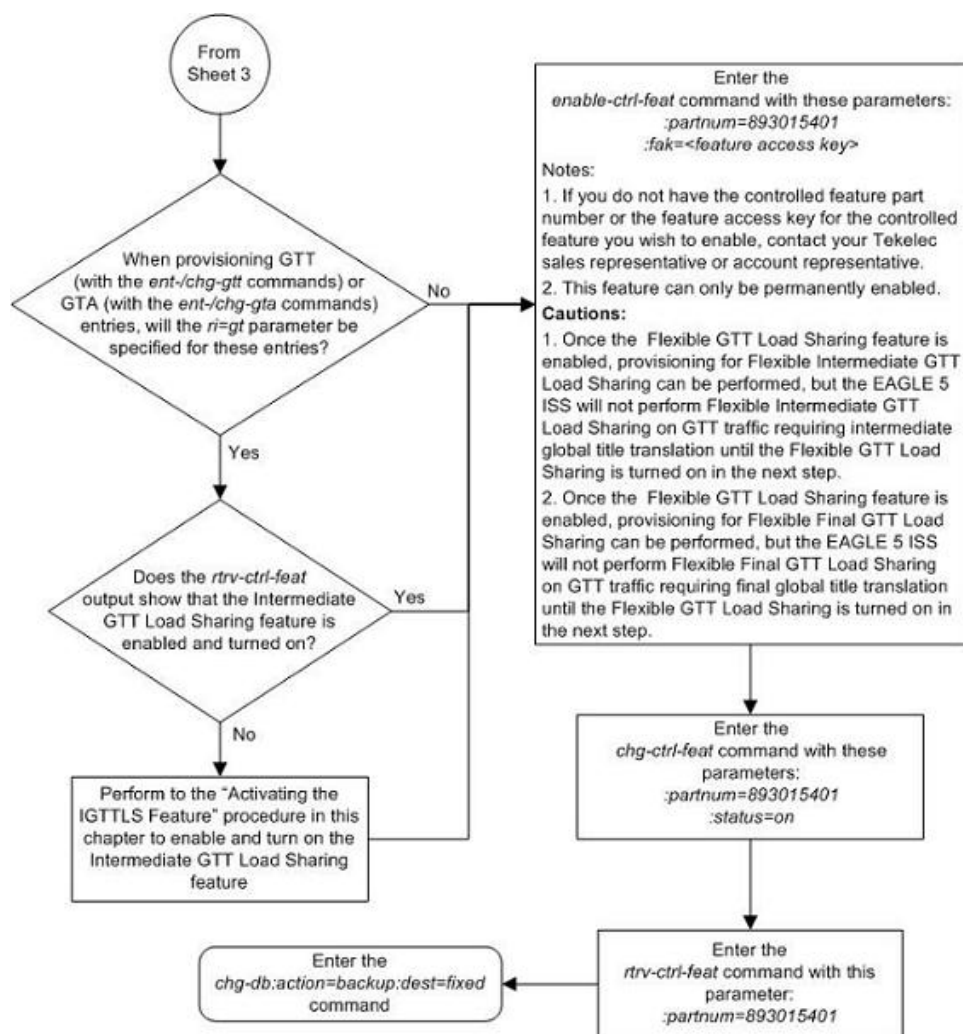 From
Sheet 3
When provisioning GTT
(with the ent-/chg-gtt commands) or
GTA (with the ent-/chg-gta commands)
entries, will the ri=gt parameter be
specified for these entries?
No
Yes
Does the rtrv-ctrl-feat
output show that the Intermediate
GTT Load Sharing feature is
enabled and turned on?
Yes
No
Perform to the “Activating the
IGTTLS Feature” procedure in this
chapter to enable and turn on the
Intermediate GTT Load Sharing
feature
Enter the
enable-ctrl-feat command with these parameters:
:partnum=893015401
:fak=<feature access key>
Notes:
1. If you do not have the controlled feature part
number or the feature access key for the controlled
feature you wish to enable, contact your Tekelec
sales representative or account representative.
2. This feature can only be permanently enabled.
Cautions:
1. Once the Flexible GTT Load Sharing feature is
enabled, provisioning for Flexible Intermediate GTT
Load Sharing can be performed, but the EAGLE 5
ISS will not perform Flexible Intermediate GTT
Load Sharing on GTT traffic requiring intermediate
global title translation until the Flexible GTT Load
Sharing is turned on in the next step.
2. Once the Flexible GTT Load Sharing feature is
enabled, provisioning for Flexible Final GTT Load
Sharing can be performed, but the EAGLE 5 ISS
will not perform Flexible Final GTT Load Sharing
on GTT traffic requiring final global title translation
until the Flexible GTT Load Sharing is turned on in
the next step.
Enter the
chg-ctrl-feat command with these
parameters:
:partnum=893015401
:status=on
Enter the
rtrv-ctrl-feat command with this
parameter:
:partnum=893015401
Enter the
chg-db:action=backup:dest=fixed
command